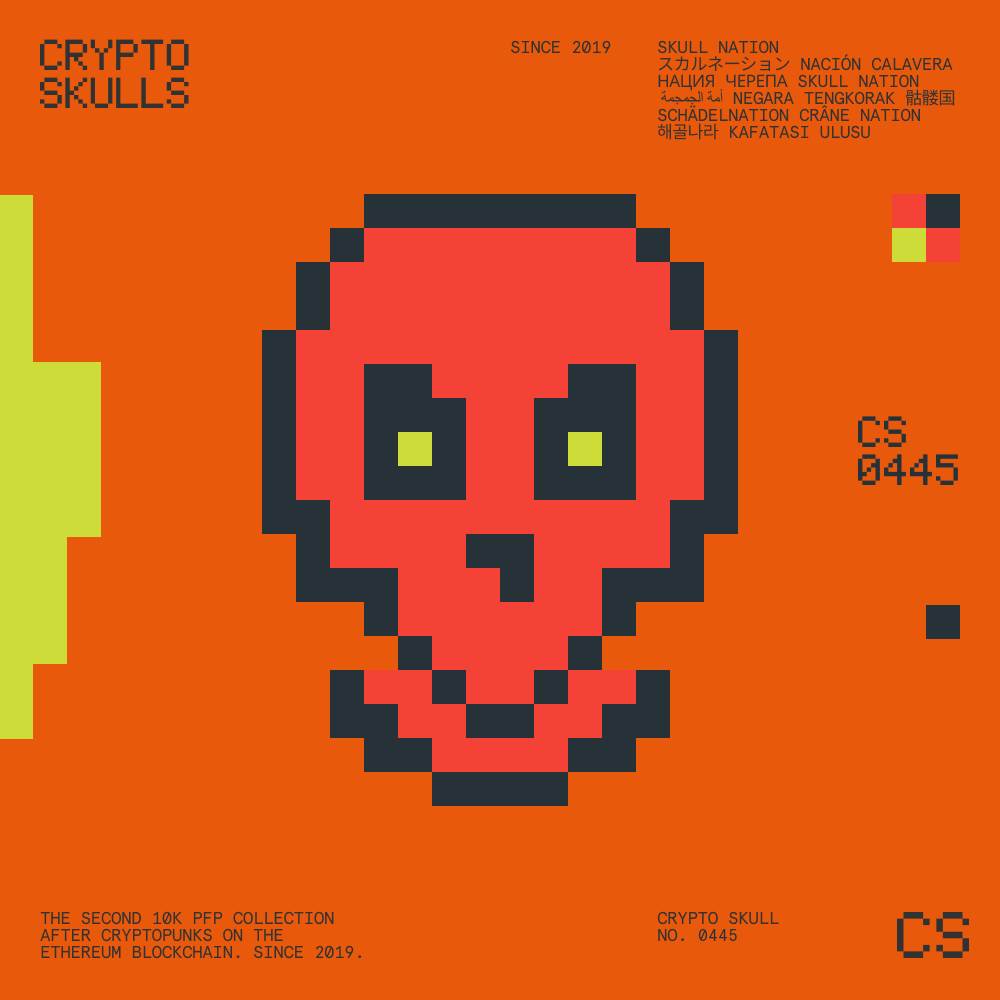 CRYPTO
SKULLS
SINCE 2019
SKULL NATION
スカルネーション NACIÓN CALAVERA
НАЦИЯ ЧЕРЕПА SKULL NATION
أمة الجمجمة NEGARA TENGKORAK 骷髅国
SCHÄDELNATION CRÂNE NATION
해골나라 KAFATASI ULUSU
CS
0445
THE SECOND 10K PFP COLLECTION
AFTER CRYPTOPUNKS ON THE
ETHEREUM BLOCKCHAIN. SINCE 2019.
CRYPTO SKULL
NO. 0445
CS